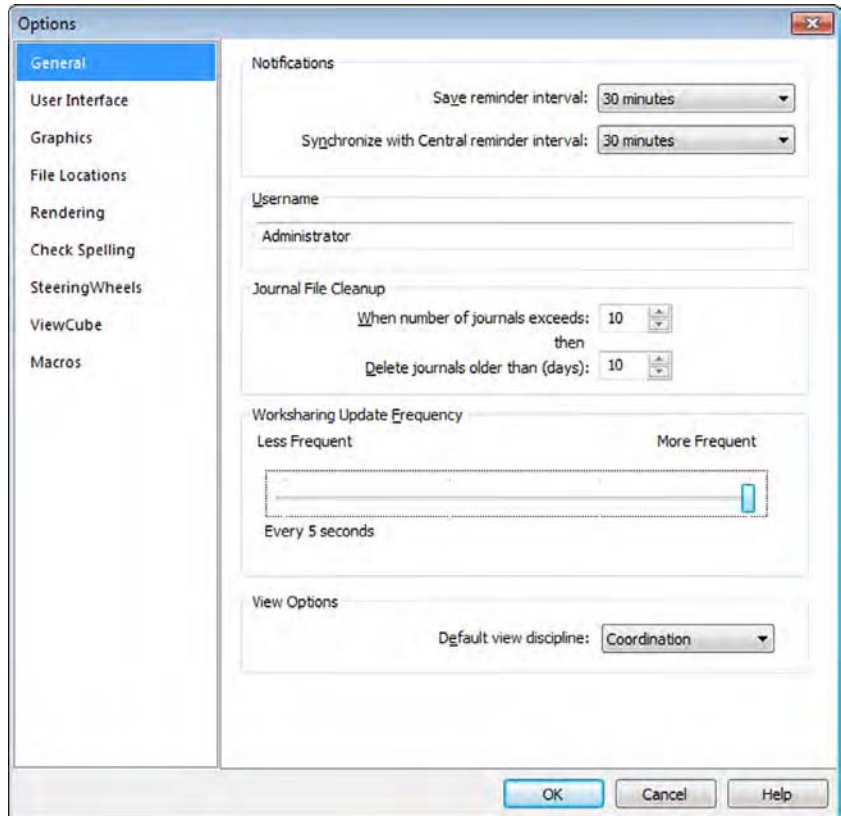 Options
General
User Interface
Graphics
File Locations
Rendering
Check Spelling
SteeringWheels
ViewCube
Macros
Notifications
Save reminder interval: 30 minutes
Synchronize with Central reminder interval: 30 minutes
Username
Administrator
Journal File Cleanup
When number of journals exceeds: 10
then
Delete journals older than (days): 10
Worksharing Update Frequency
Less Frequent More Frequent
Every 5 seconds
View Options
Default view discipline: Coordination
OK Cancel Help